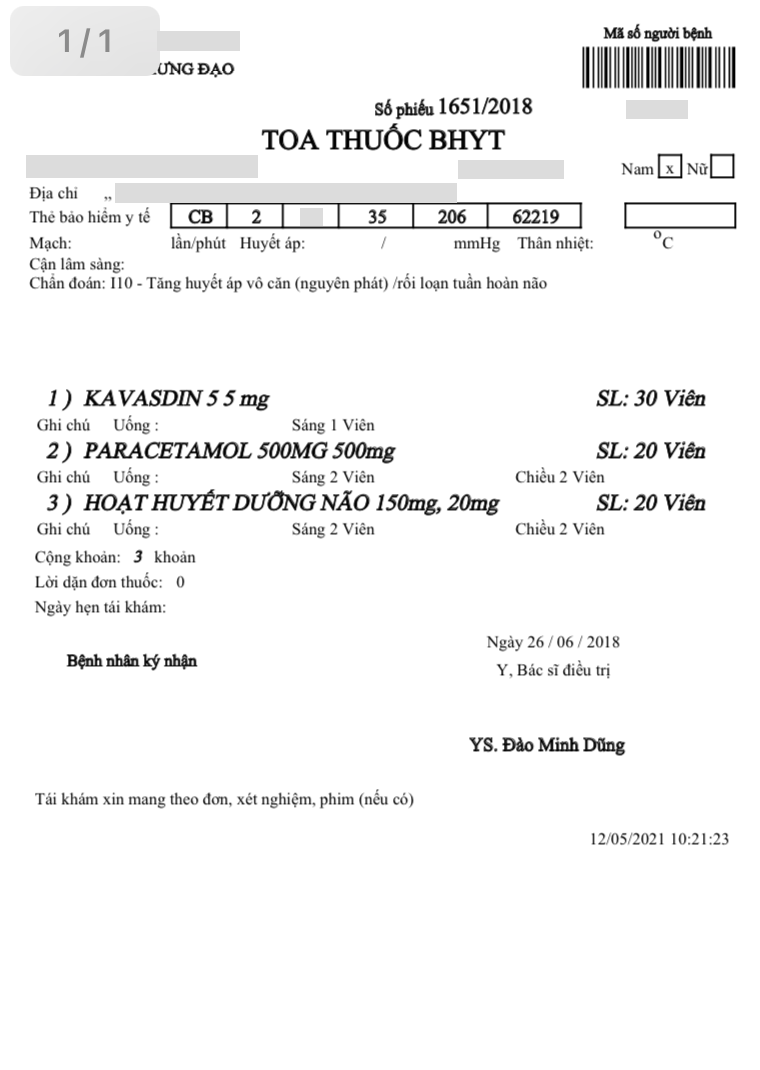 1/1
Mã số người bệnh
ƯNG ĐẠO
Số phiếu 1651/2018
TOA THUỐC BHYT
Nam x Nữ
Địa chỉ ,,
Thẻ bảo hiểm y tế CB 2 35 206 62219
Mạch: lần/phút Huyết áp: / mmHg Thân nhiệt: °C
Cận lâm sàng:
Chẩn đoán: I10 - Tăng huyết áp vô căn (nguyên phát) /rối loạn tuần hoàn não
1 ) KAVASDIN 5 5 mg SL: 30 Viên
Ghi chú Uống : Sáng 1 Viên
2 ) PARACETAMOL 500MG 500mg SL: 20 Viên
Ghi chú Uống : Sáng 2 Viên Chiều 2 Viên
3 ) HOẠT HUYẾT DƯỠNG NÃO 150mg, 20mg SL: 20 Viên
Ghi chú Uống : Sáng 2 Viên Chiều 2 Viên
Cộng khoản: 3 khoản
Lời dặn đơn thuốc: 0
Ngày hẹn tái khám:
Ngày 26 / 06 / 2018
Bệnh nhân ký nhận
Y, Bác sĩ điều trị
YS. Đào Minh Dũng
Tái khám xin mang theo đơn, xét nghiệm, phim (nếu có)
12/05/2021 10:21:23